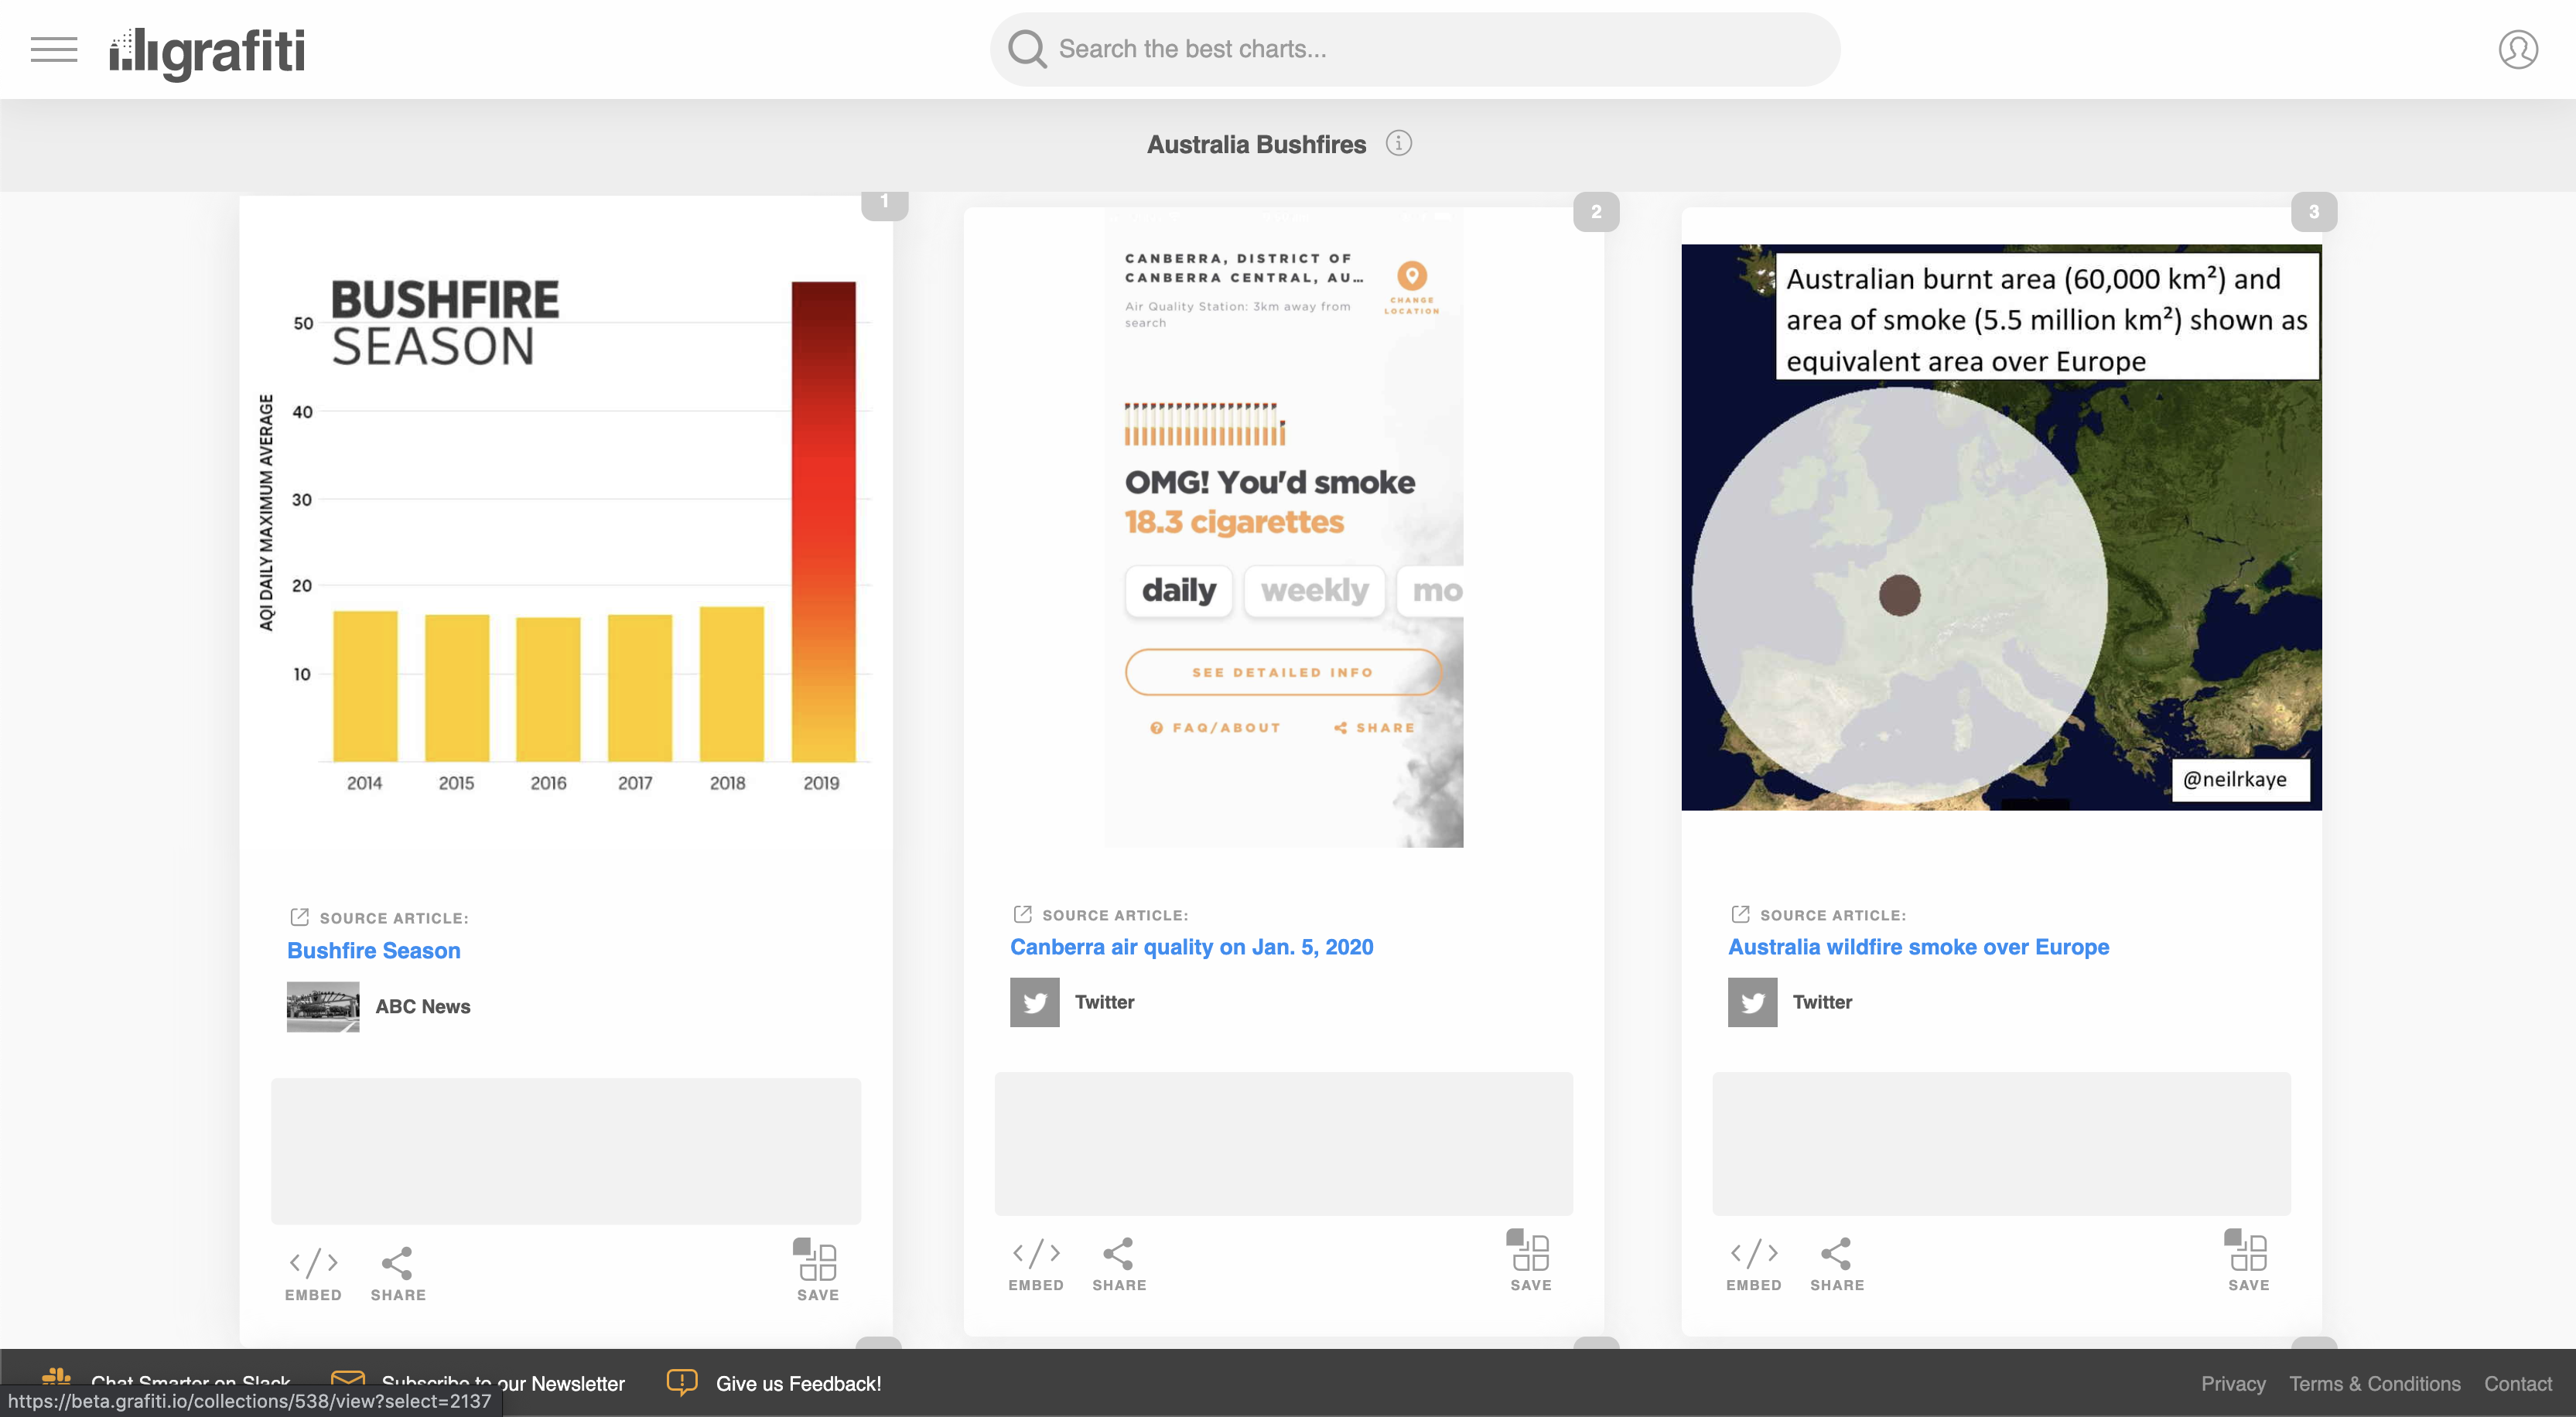 grafiti
Search the best charts...
Australia Bushfires
1
BUSHFIRE
SEASON
AQI DAILY MAXIMUM AVERAGE
50
40
30
20
10
2014 2015 2016 2017 2018 2019
SOURCE ARTICLE:
Bushfire Season
ABC News
EMBED SHARE SAVE
2
CANBERRA, DISTRICT OF
CANBERRA CENTRAL, AU...
Air Quality Station: 3km away from
search
CHANGE
LOCATION
OMG! You'd smoke
18.3 cigarettes
daily weekly mo
SEE DETAILED INFO
FAQ/ABOUT SHARE
SOURCE ARTICLE:
Canberra air quality on Jan. 5, 2020
Twitter
EMBED SHARE SAVE
3
Australian burnt area (60,000 km²) and
area of smoke (5.5 million km²) shown as
equivalent area over Europe
@neilrkaye
SOURCE ARTICLE:
Australia wildfire smoke over Europe
Twitter
EMBED SHARE SAVE
Chat Smarter on Slack Subscribe to our Newsletter Give us Feedback! Privacy Terms & Conditions Contact
https://beta.grafiti.io/collections/538/view?select=2137